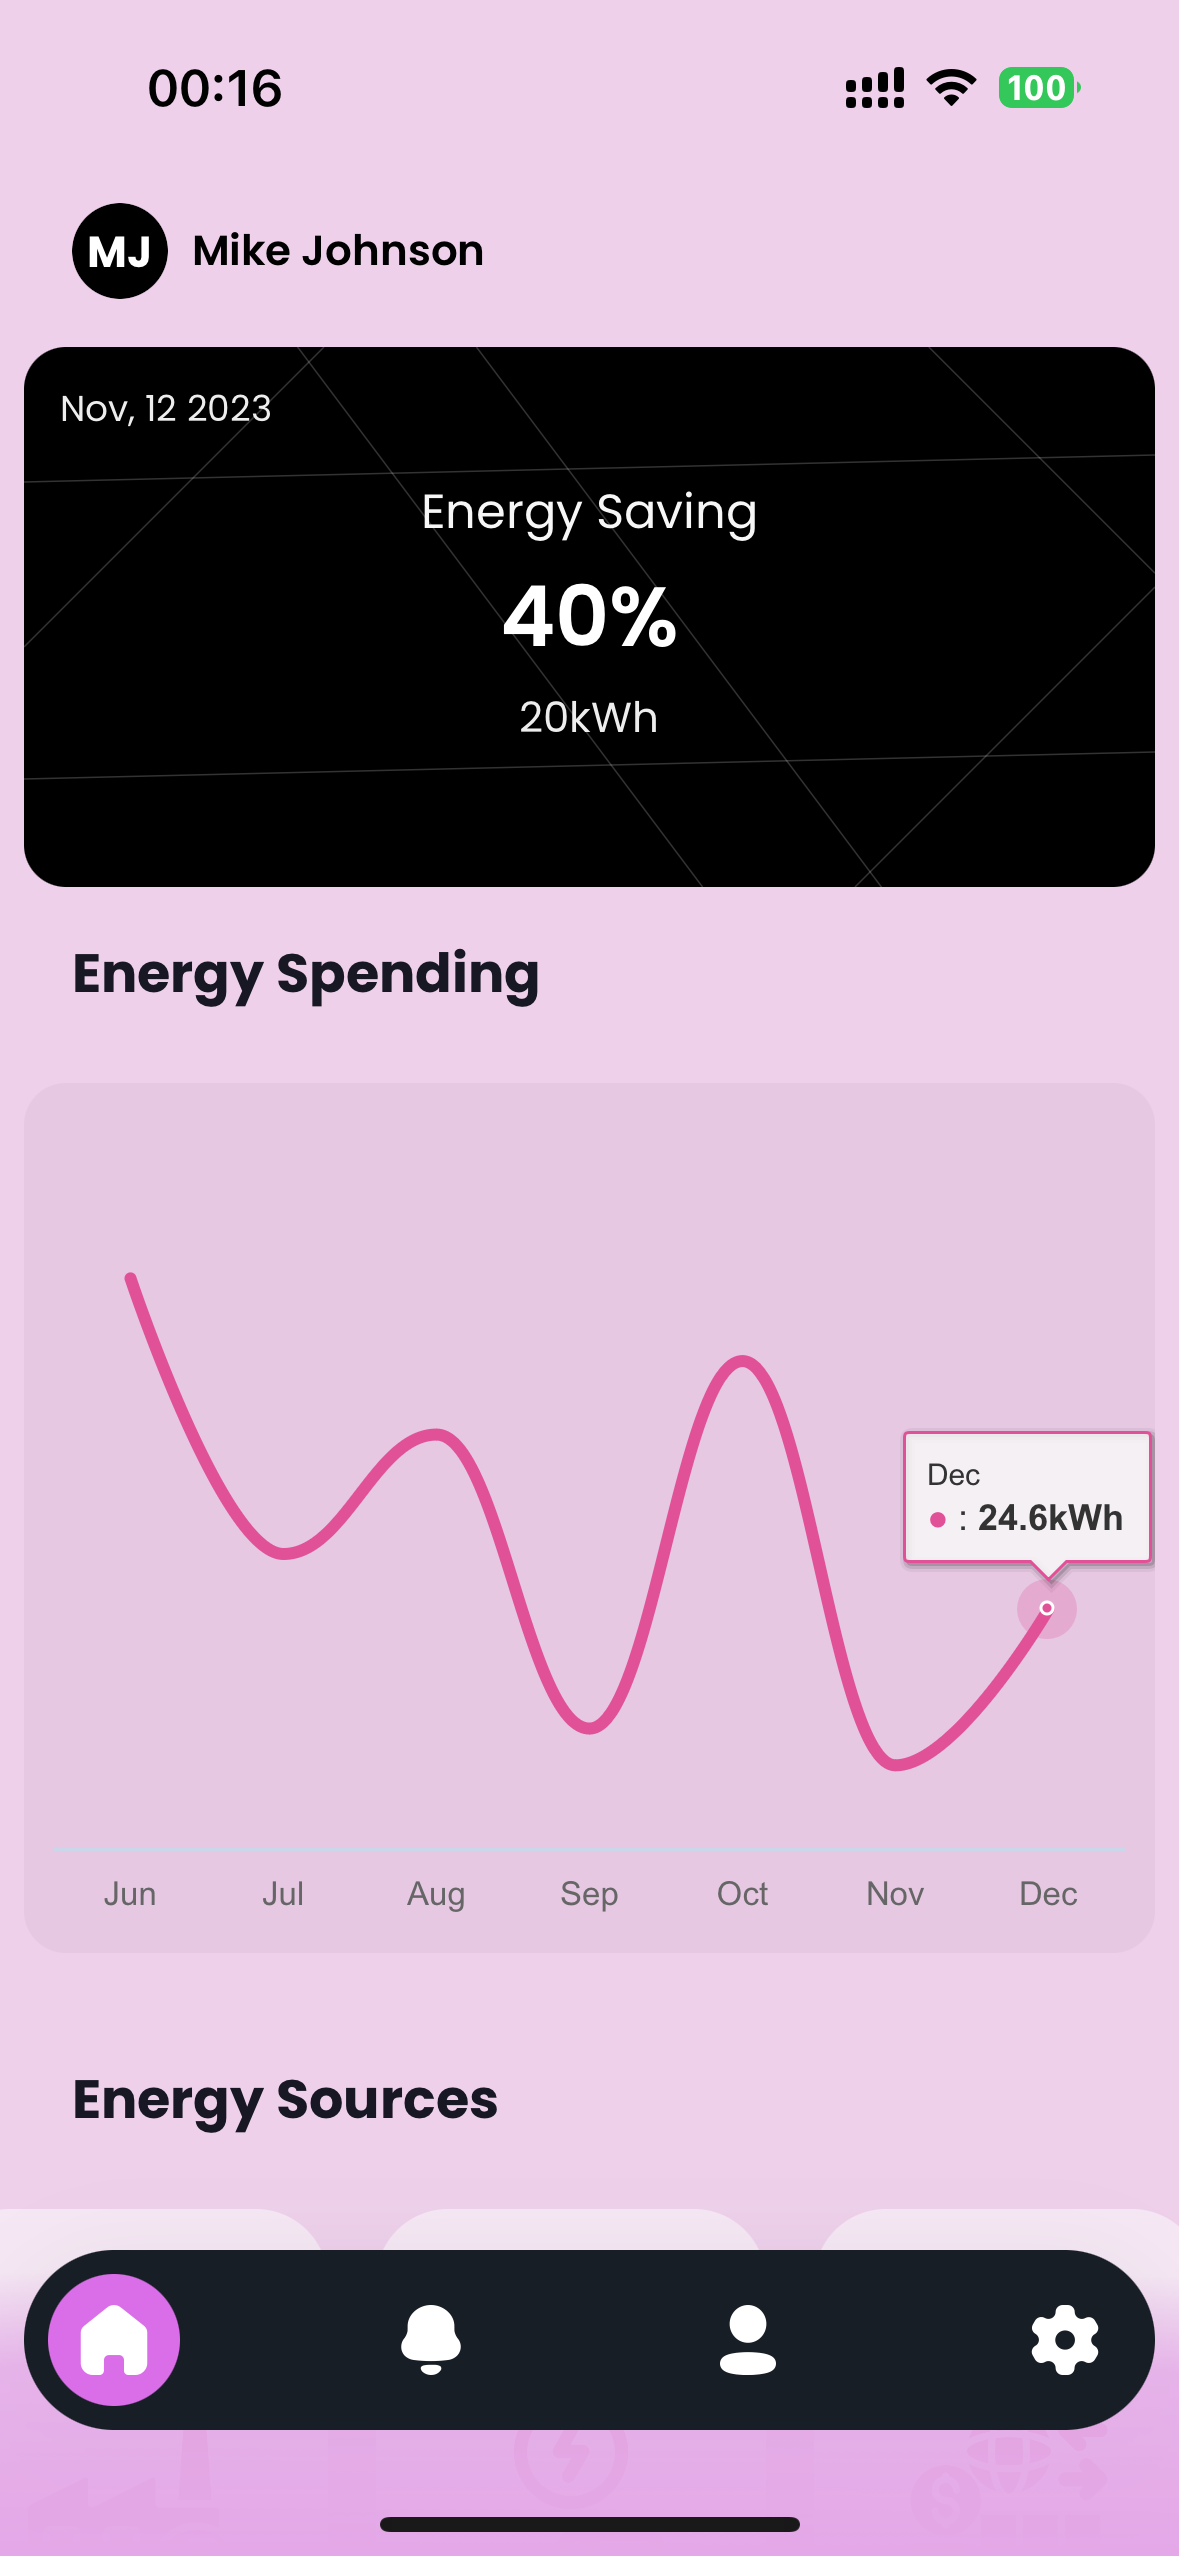 00:16
100
MJ
Mike Johnson
Nov, 12 2023
Energy Saving
40%
20kWh
Energy Spending
Dec
: 24.6kWh
Jun Jul Aug Sep Oct Nov Dec
Energy Sources
$